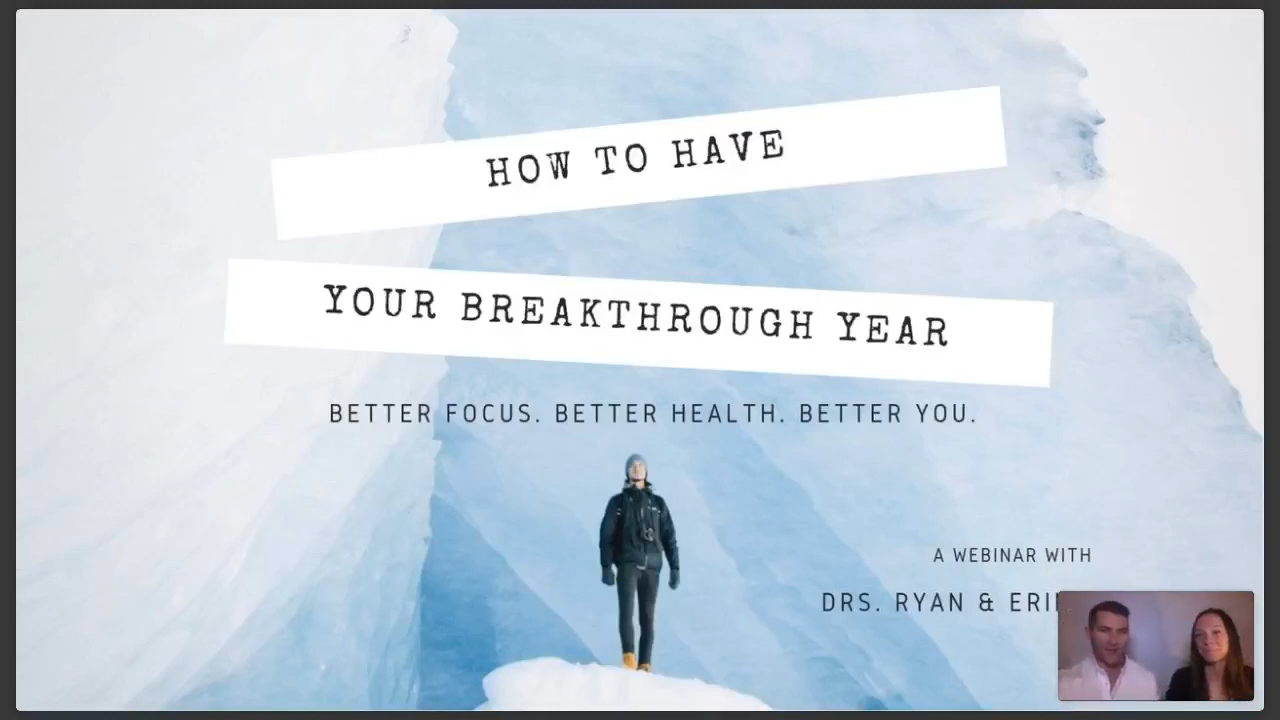 HOW TO HAVE
YOUR BREAKTHROUGH YEAR
BETTER FOCUS. BETTER HEALTH. BETTER YOU.
A WEBINAR WITH
DRS. RYAN &